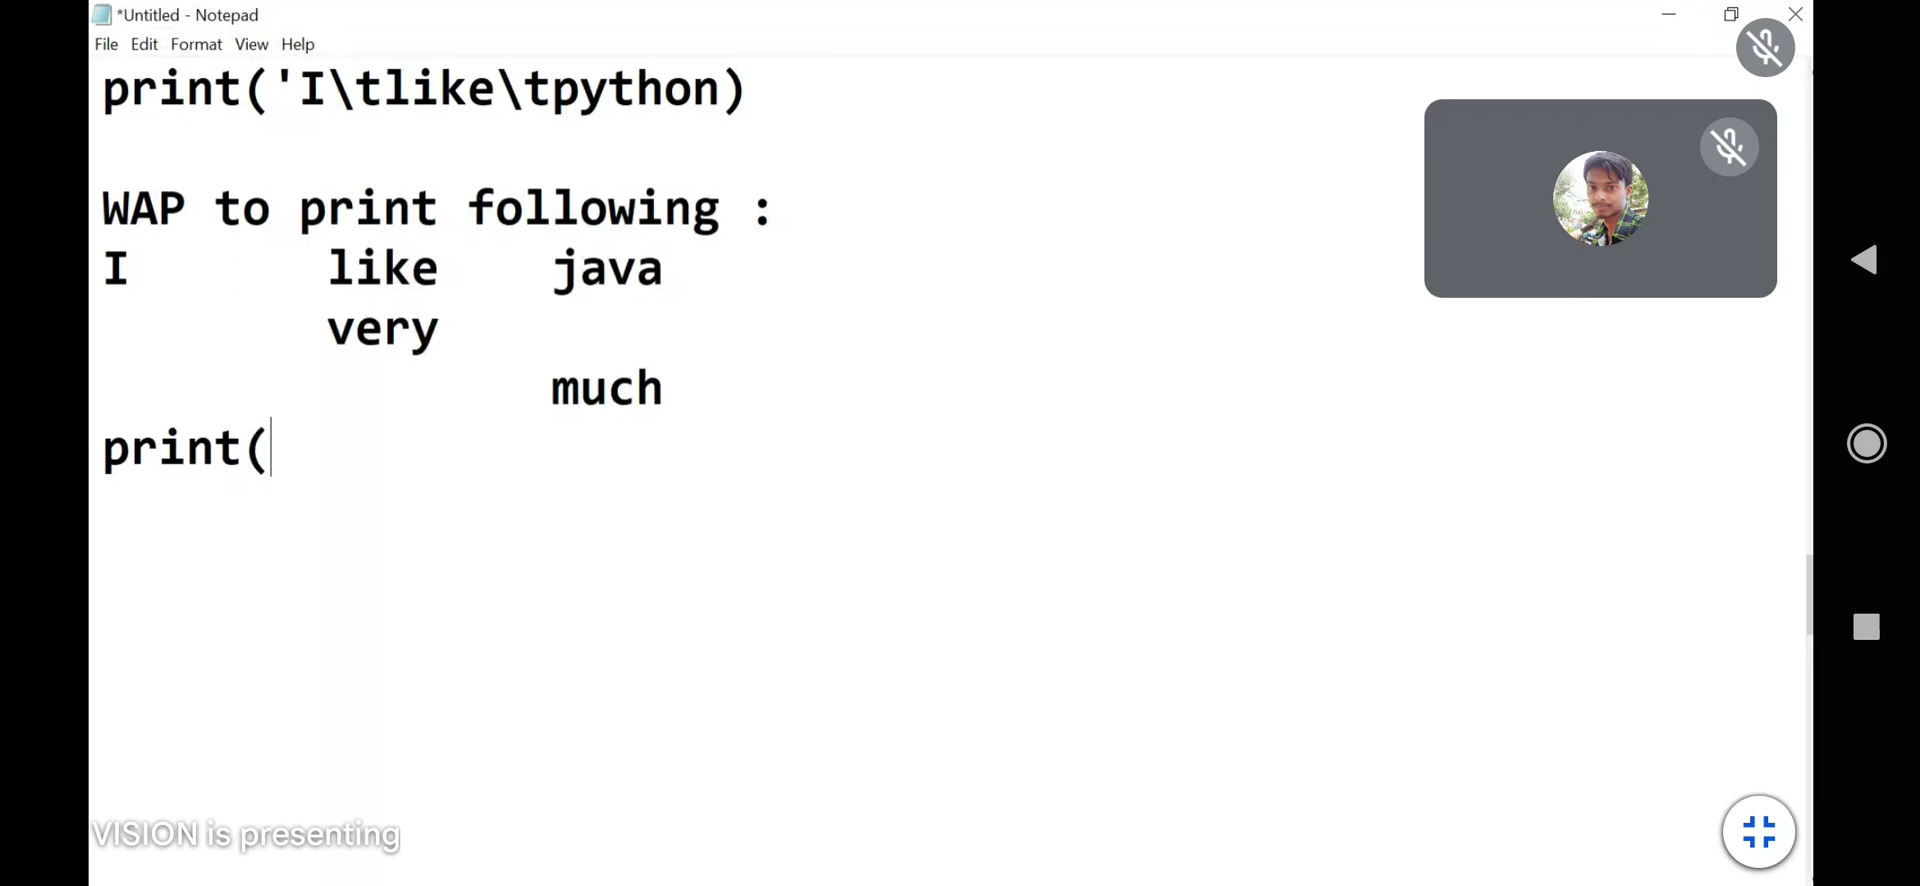 *Untitled - Notepad
File Edit Format View Help
print('I\tlike\tpython)
WAP to print following :
I like java
very
much
print(
VISION is presenting